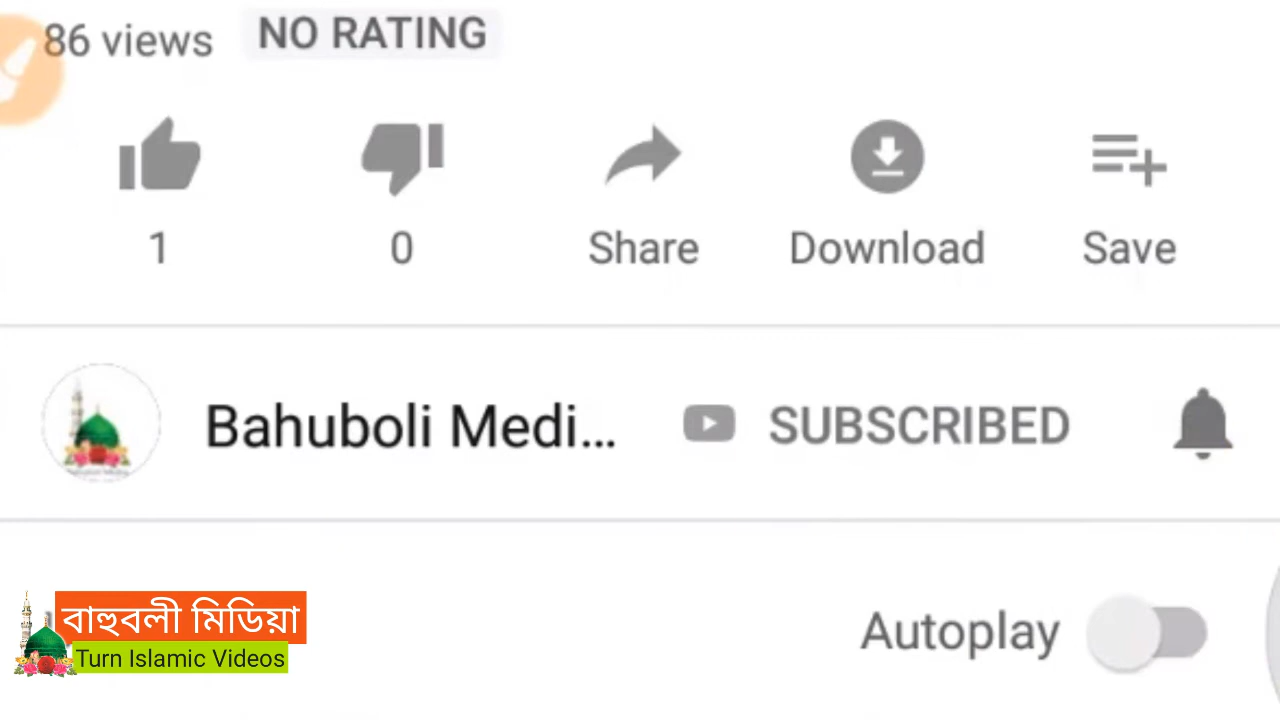 86 views NO RATING
1 0 Share Download Save
Bahuboli Medi... SUBSCRIBED
Autoplay
বাহুবলী মিডিয়া
Turn Islamic Videos